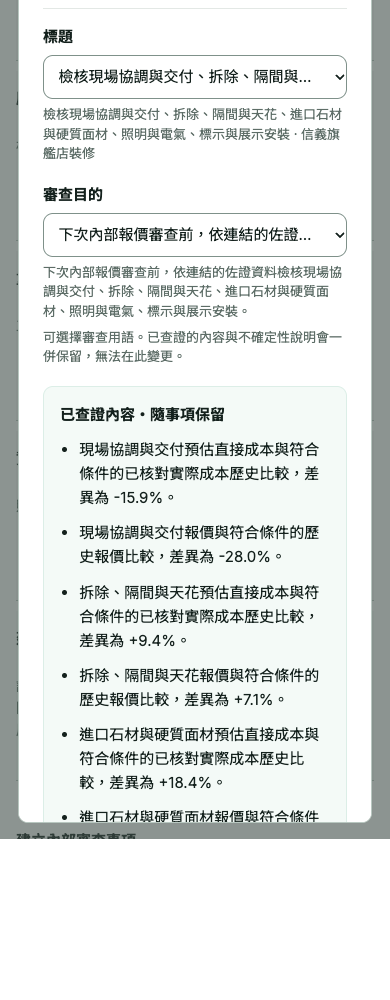 標題
檢核現場協調與交付、拆除、隔間與...
檢核現場協調與交付、拆除、隔間與天花、進口石材
與硬質面材、照明與電氣、標示與展示安裝 · 信義旗
艦店裝修
審查目的
下次內部報價審查前，依連結的佐證...
下次內部報價審查前，依連結的佐證資料檢核現場協
調與交付、拆除、隔間與天花、進口石材與硬質面
材、照明與電氣、標示與展示安裝。
可選擇審查用語。已查證的內容與不確定性說明會一
併保留，無法在此變更。
已查證內容・隨事項保留
• 現場協調與交付預估直接成本與符合
條件的已核對實際成本歷史比較，差
異為 -15.9%。
• 現場協調與交付報價與符合條件的歷
史報價比較，差異為 -28.0%。
• 拆除、隔間與天花預估直接成本與符
合條件的已核對實際成本歷史比較，
差異為 +9.4%。
• 拆除、隔間與天花報價與符合條件的
歷史報價比較，差異為 +7.1%。
• 進口石材與硬質面材預估直接成本與
符合條件的已核對實際成本歷史比
較，差異為 +18.4%。
• 進口石材與硬質面材報價與符合條件
建立內部審查事項